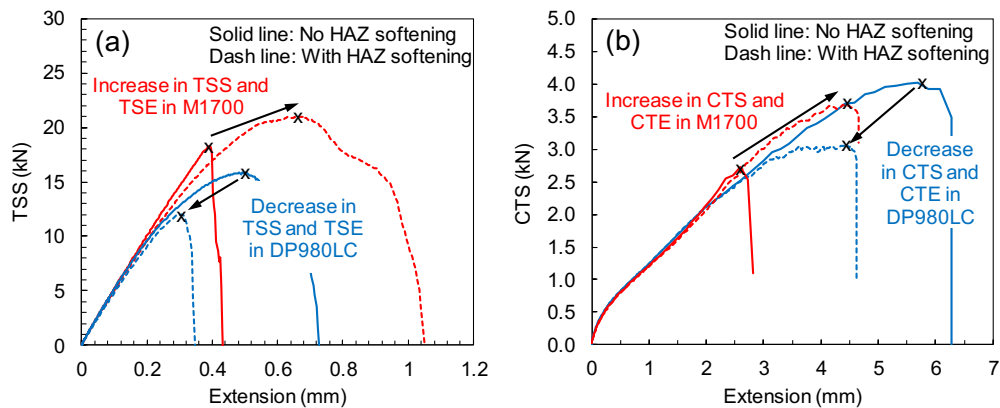 (a)
Solid line: No HAZ softening
Dash line: With HAZ softening
Increase in TSS and
TSE in M1700
Decrease in
TSS and TSE
in DP980LC
TSS (kN)
30
25
20
15
10
5
0
0
0.2
0.4
0.6
0.8
1
1.2
Extension (mm)
(b)
Solid line: No HAZ softening
Dash line: With HAZ softening
Increase in CTS and
CTE in M1700
Decrease
in CTS and
CTE in
DP980LC
CTS (kN)
5.0
4.5
4.0
3.5
3.0
2.5
2.0
1.5
1.0
0.5
0.0
0
1
2
3
4
5
6
7
Extension (mm)